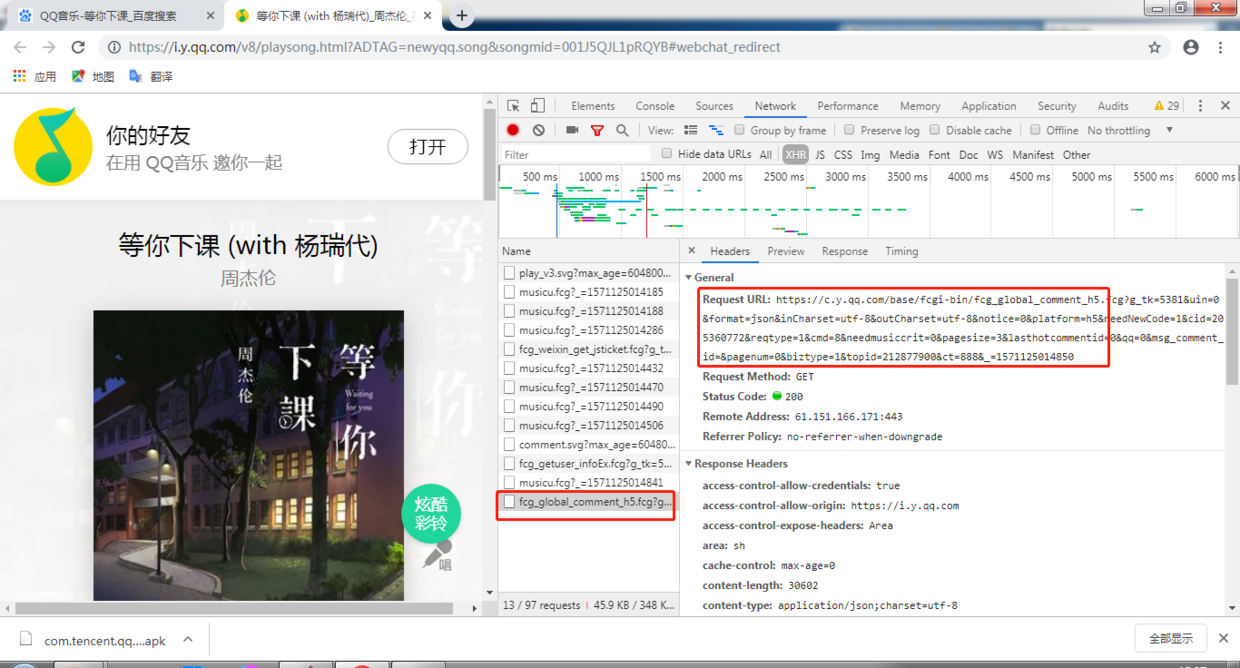 QQ音乐-等你下课_百度搜索
等你下课 (with 杨瑞代)_周杰伦_
https://i.y.qq.com/v8/playsong.html?ADTAG=newyqq.song&songmid=001J5QJL1pRQYB#webchat_redirect
应用 地图 翻译
你的好友
在用 QQ音乐 邀你一起
打开
等你下课 (with 杨瑞代)
周杰伦
周杰伦
下課
等你
Waiting
for you
炫酷
彩铃
唱
Elements Console Sources Network Performance Memory Application Security Audits 29
View: Group by frame Preserve log Disable cache Offline No throttling
Filter Hide data URLs All XHR JS CSS Img Media Font Doc WS Manifest Other
500 ms 1000 ms 1500 ms 2000 ms 2500 ms 3000 ms 3500 ms 4000 ms 4500 ms 5000 ms 5500 ms 6000 ms
Name
play_v3.svg?max_age=604800...
musicu.fcg?_=1571125014185
musicu.fcg?_=1571125014188
musicu.fcg?_=1571125014286
fcg_weixin_get_jsticket.fcg?g_t...
musicu.fcg?_=1571125014432
musicu.fcg?_=1571125014470
musicu.fcg?_=1571125014490
musicu.fcg?_=1571125014506
comment.svg?max_age=60480...
fcg_getuser_infoEx.fcg?g_tk=5...
musicu.fcg?_=1571125014841
fcg_global_comment_h5.fcg?g...
13 / 97 requests 45.9 KB / 348 K...
Headers Preview Response Timing
General
Request URL: https://c.y.qq.com/base/fcgi-bin/fcg_global_comment_h5.fcg?g_tk=5381&uin=0
&format=json&inCharset=utf-8&outCharset=utf-8&notice=0&platform=h5&needNewCode=1&cid=20
5360772&reqtype=1&cmd=8&needmusiccrit=0&pagesize=3&lasthotcommentid=0&qq=0&msg_comment_
id=&pagenum=0&biztype=1&topid=212877900&ct=888&_=1571125014850
Request Method: GET
Status Code: 200
Remote Address: 61.151.166.171:443
Referrer Policy: no-referrer-when-downgrade
Response Headers
access-control-allow-credentials: true
access-control-allow-origin: https://i.y.qq.com
access-control-expose-headers: Area
area: sh
cache-control: max-age=0
content-length: 30602
content-type: application/json;charset=utf-8
com.tencent.qq....apk
全部显示